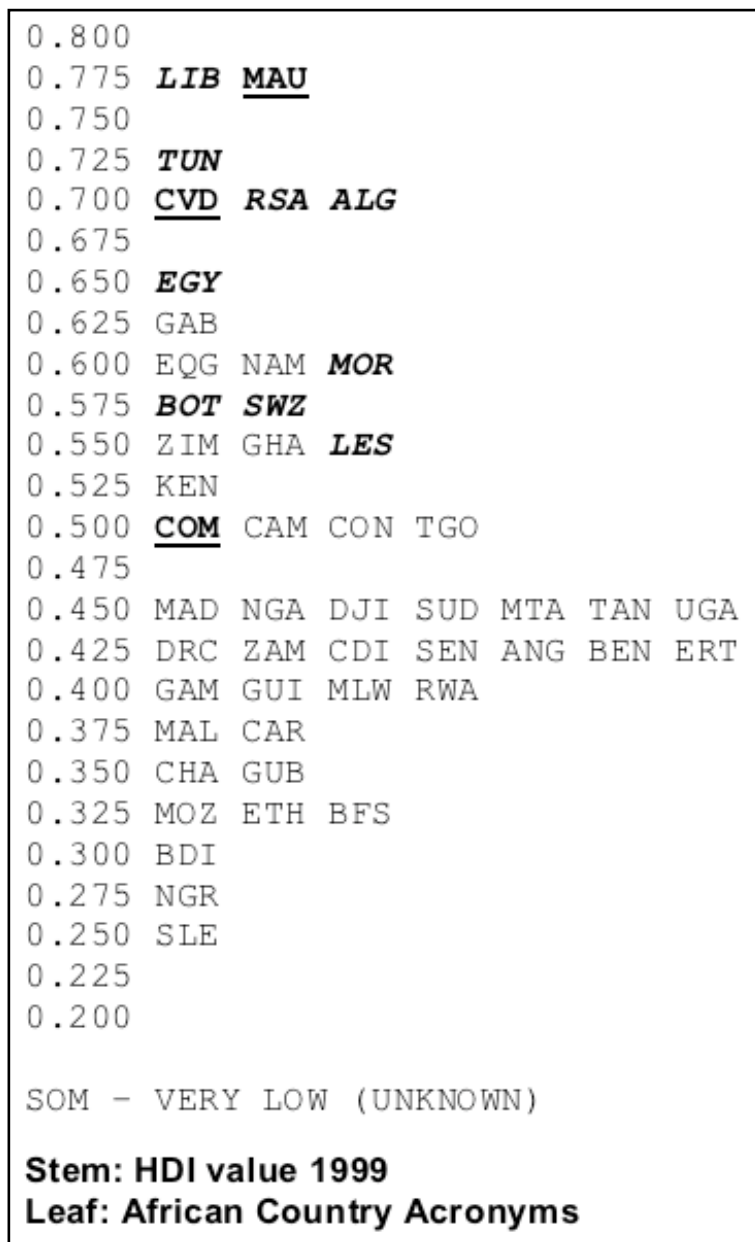 0.800
0.775 LIB MAU
0.750
0.725 TUN
0.700 CVD RSA ALG
0.675
0.650 EGY
0.625 GAB
0.600 EQG NAM MOR
0.575 BOT SWZ
0.550 ZIM GHA LES
0.525 KEN
0.500 COM CAM CON TGO
0.475
0.450 MAD NGA DJI SUD MTA TAN UGA
0.425 DRC ZAM CDI SEN ANG BEN ERT
0.400 GAM GUI MLW RWA
0.375 MAL CAR
0.350 CHA GUB
0.325 MOZ ETH BFS
0.300 BDI
0.275 NGR
0.250 SLE
0.225
0.200
SOM – VERY LOW (UNKNOWN)
Stem: HDI value 1999
Leaf: African Country Acronyms